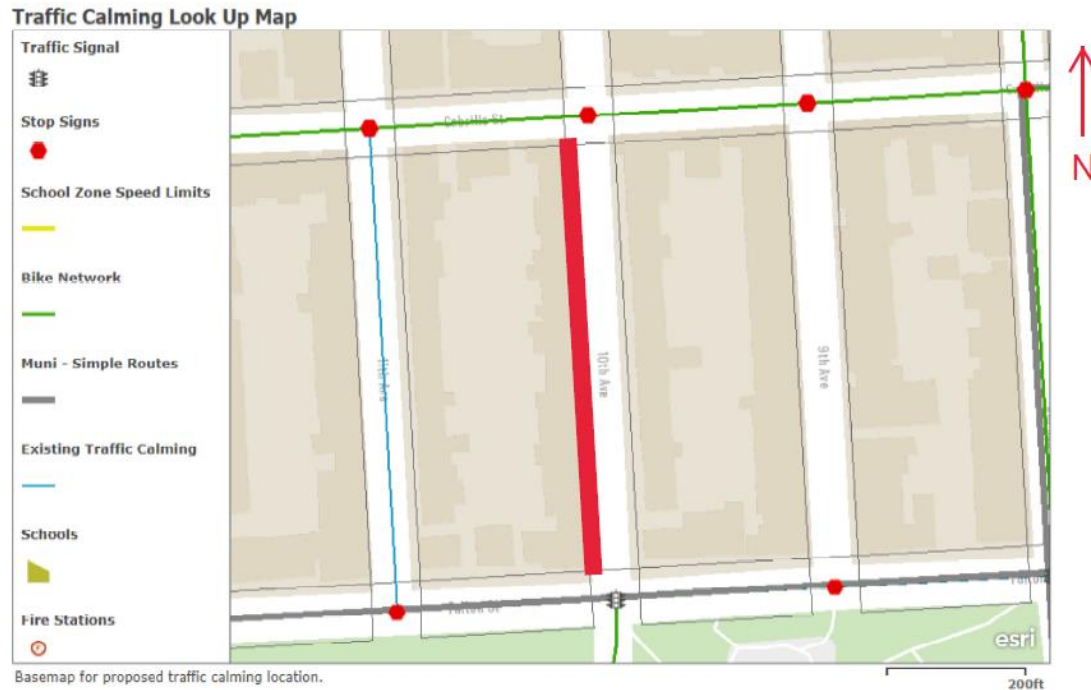 Traffic Calming Look Up Map
Traffic Signal
Stop Signs
School Zone Speed Limits
Bike Network
Muni - Simple Routes
Existing Traffic Calming
Schools
Fire Stations
Cabrillo St
11th Ave
10th Ave
9th Ave
Fulton St
Fulton
esri
N
200ft
Basemap for proposed traffic calming location.